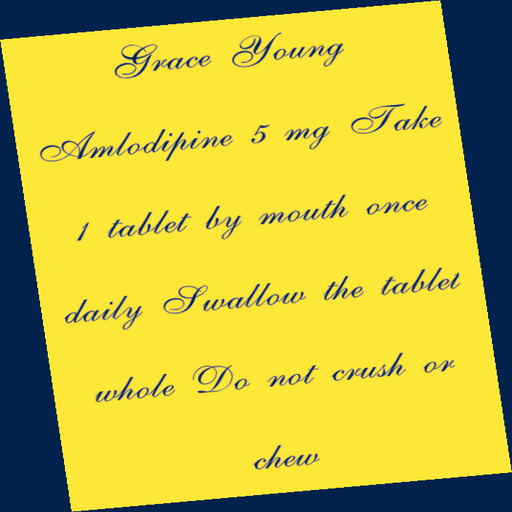 Grace Young
Amlodipine 5 mg Take
1 tablet by mouth once
daily Swallow the tablet
whole Do not crush or
chew